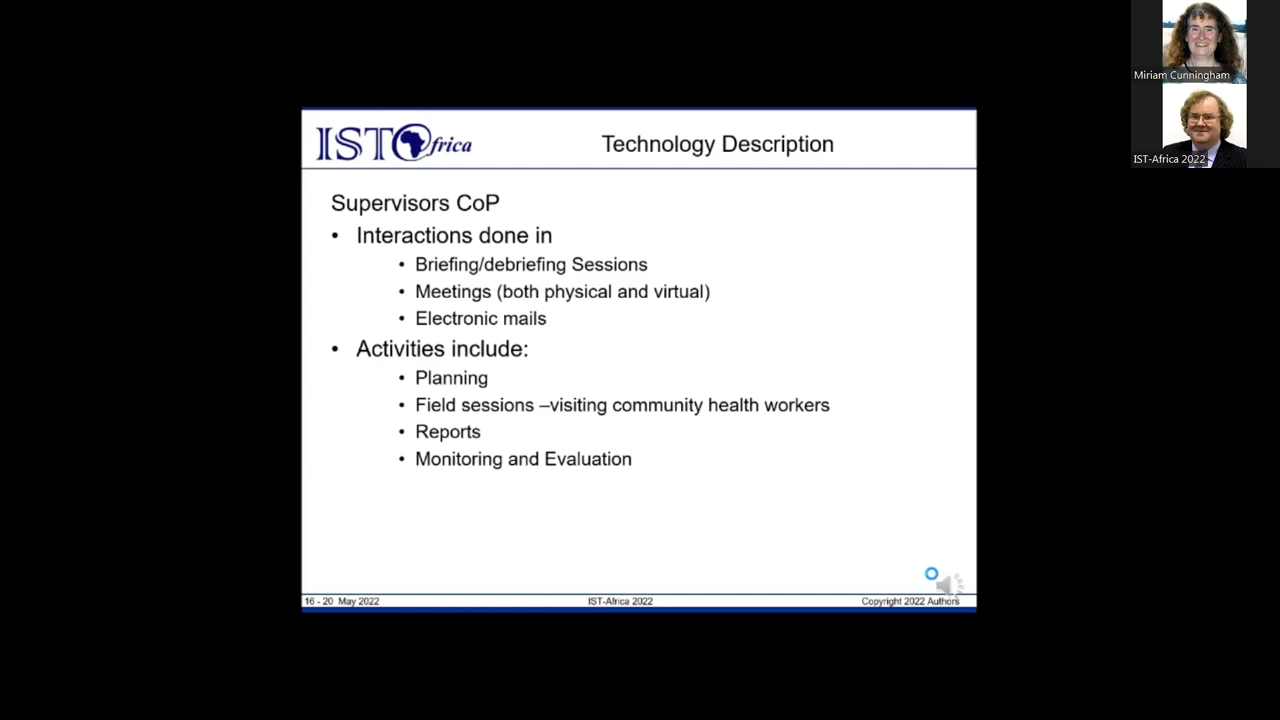 Miriam Cunningham
IST-Africa 2022
ISTAfrica
Technology Description
Supervisors CoP
• Interactions done in
• Briefing/debriefing Sessions
• Meetings (both physical and virtual)
• Electronic mails
• Activities include:
• Planning
• Field sessions –visiting community health workers
• Reports
• Monitoring and Evaluation
16 - 20 May 2022
IST-Africa 2022
Copyright 2022 Authors